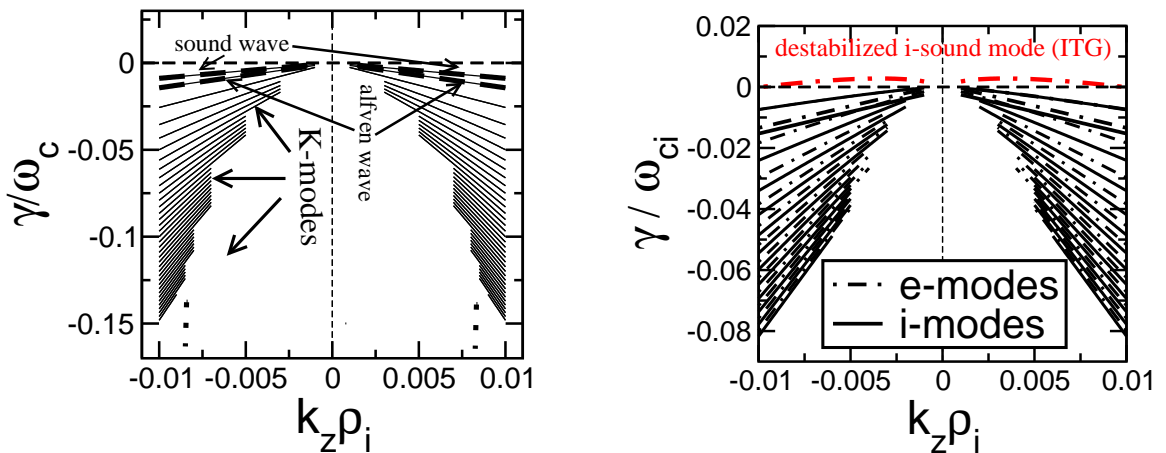 sound wave
0
-0.05
-0.1
-0.15
γ/ω_c
alfven wave
K-modes
-0.01 -0.005 0 0.005 0.01
k_zρ_i
0.02
destabilized i-sound mode (ITG)
0
-0.02
-0.04
-0.06
-0.08
γ / ω_ci
e-modes
i-modes
-0.01 -0.005 0 0.005 0.01
k_zρ_i